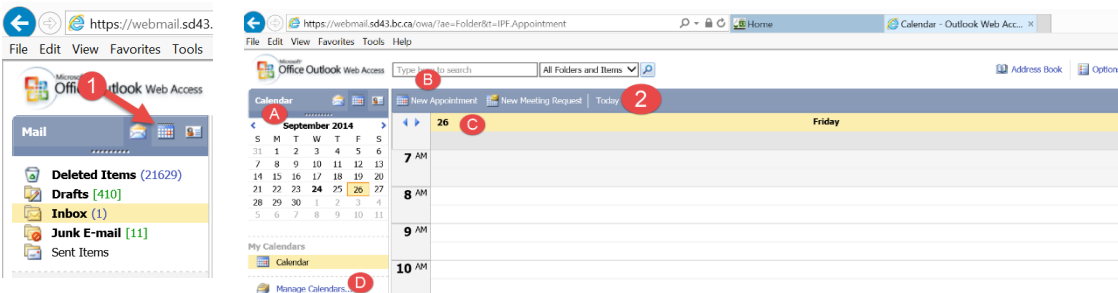 https://webmail.sd43.
File Edit View Favorites Tools
Microsoft
Office Outlook Web Access
1
Mail
Deleted Items (21629)
Drafts [410]
Inbox (1)
Junk E-mail [11]
Sent Items
https://webmail.sd43.bc.ca/owa/?ae=Folder&t=IPF.Appointment
Home
Calendar - Outlook Web Acc... ×
File Edit View Favorites Tools Help
Microsoft
Office Outlook Web Access
Type here to search
All Folders and Items
Address Book
Options
B
Calendar
New Appointment
New Meeting Request
Today
2
A
September 2014
26
C
Friday
S M T W T F S
31 1 2 3 4 5 6
7 8 9 10 11 12 13
14 15 16 17 18 19 20
21 22 23 24 25 26 27
28 29 30 1 2 3 4
5 6 7 8 9 10 11
7 AM
8 AM
9 AM
10 AM
My Calendars
Calendar
Manage Calendars...
D